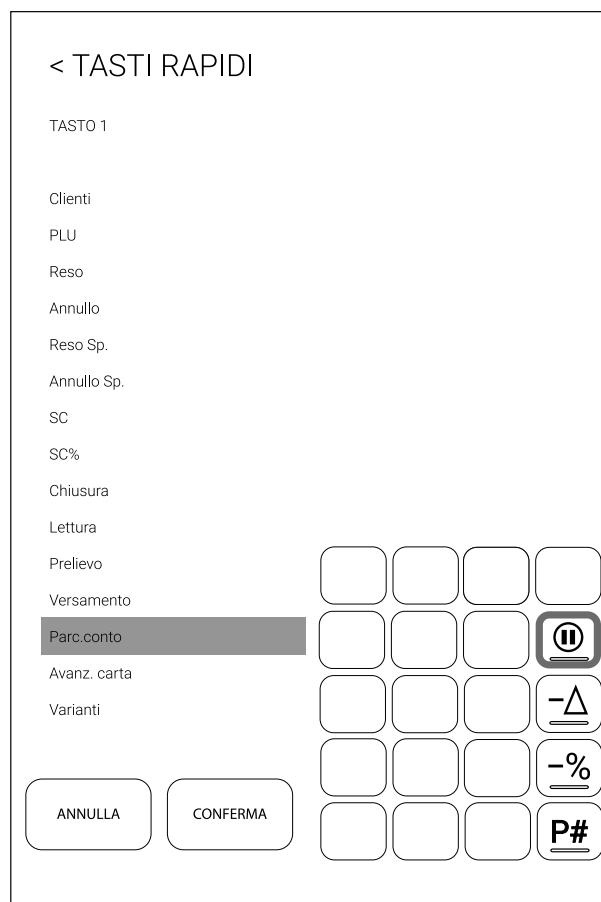 < TASTI RAPIDI
TASTO 1
Clienti
PLU
Reso
Annullo
Reso Sp.
Annullo Sp.
SC
SC%
Chiusura
Lettura
Prelievo
Versamento
Parc.conto
Avanz. carta
Varianti
-Δ
-%
ANNULLA CONFERMA
P#